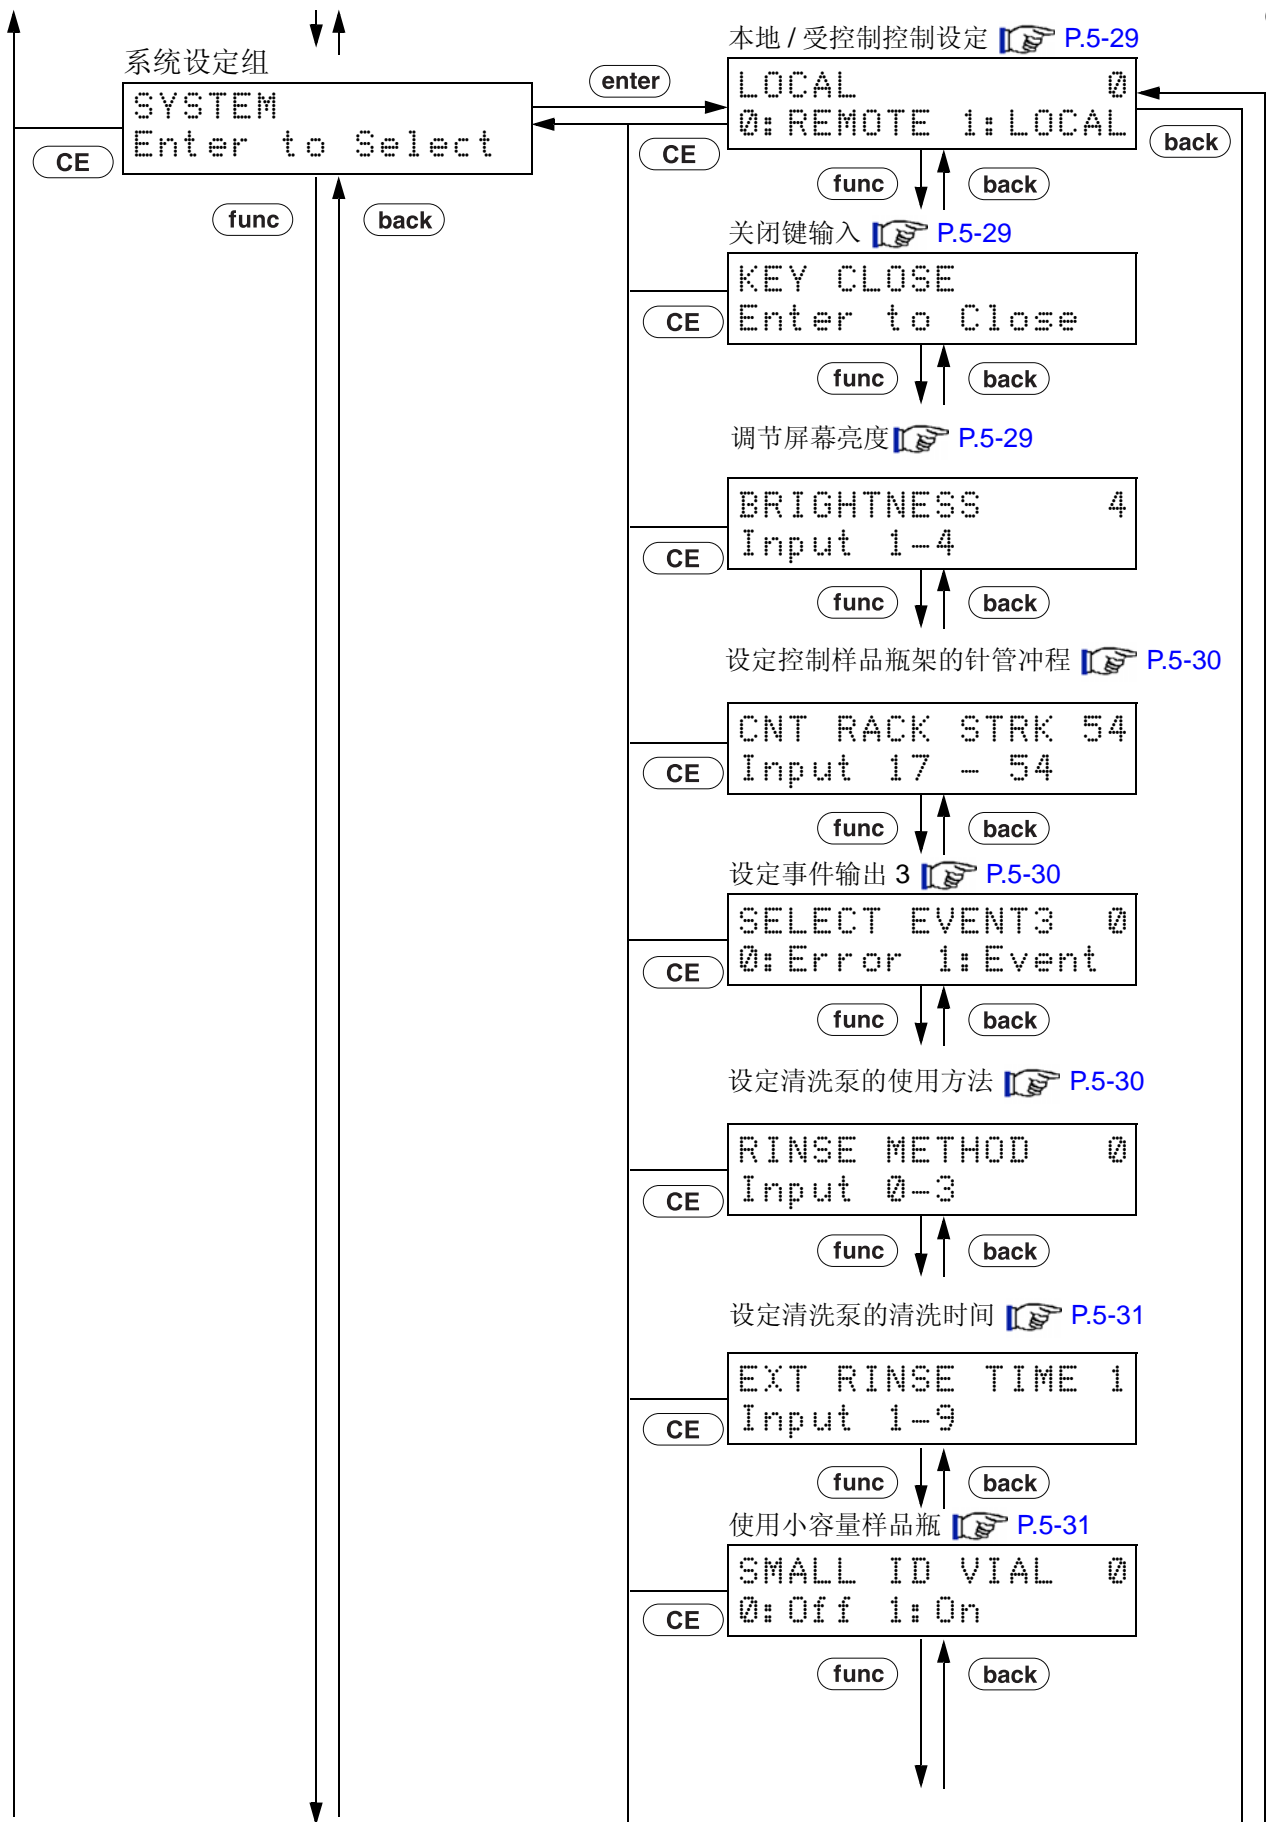 本地 / 受控制控制设定 P.5-29
系统设定组
SYSTEM
Enter to Select
enter
LOCAL 0
0:REMOTE 1:LOCAL
CE
CE
back
func
back
func
back
关闭键输入 P.5-29
KEY CLOSE
Enter to Close
CE
func
back
调节屏幕亮度 P.5-29
BRIGHTNESS 4
Input 1-4
CE
func
back
设定控制样品瓶架的针管冲程 P.5-30
CNT RACK STRK 54
Input 17 - 54
CE
func
back
设定事件输出 3 P.5-30
SELECT EVENT3 0
0:Error 1:Event
CE
func
back
设定清洗泵的使用方法 P.5-30
RINSE METHOD 0
Input 0-3
CE
func
back
设定清洗泵的清洗时间 P.5-31
EXT RINSE TIME 1
Input 1-9
CE
func
back
使用小容量样品瓶 P.5-31
SMALL ID VIAL 0
0:Off 1:On
CE
func
back